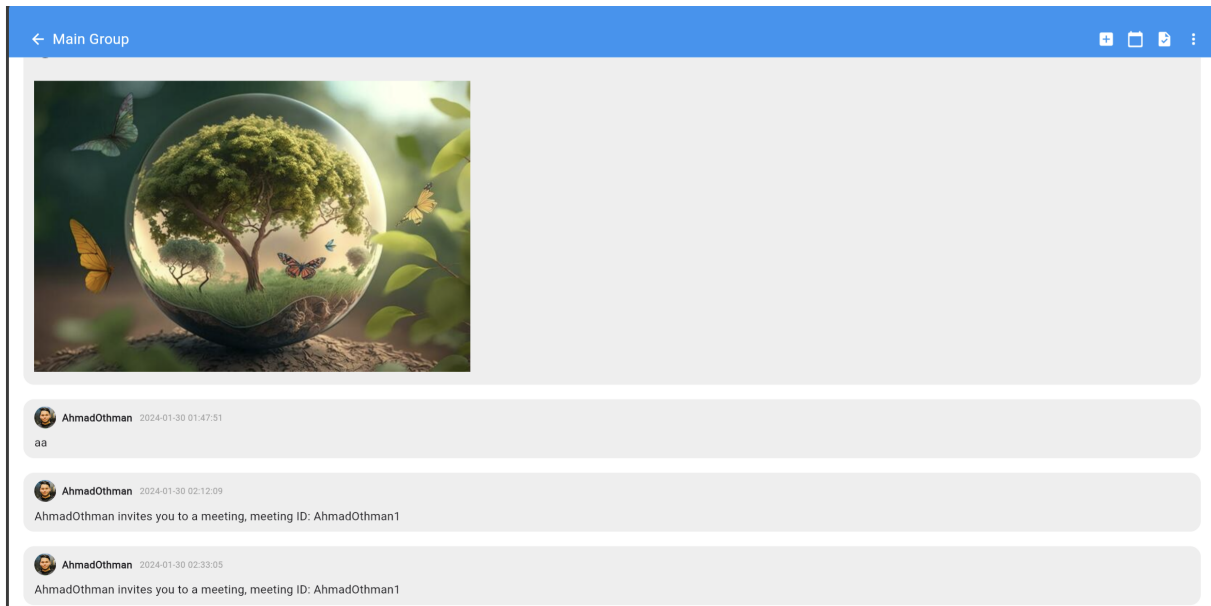 Main Group
AhmadOthman 2024-01-30 01:47:51
aa
AhmadOthman 2024-01-30 02:12:09
AhmadOthman invites you to a meeting, meeting ID: AhmadOthman1
AhmadOthman 2024-01-30 02:33:05
AhmadOthman invites you to a meeting, meeting ID: AhmadOthman1